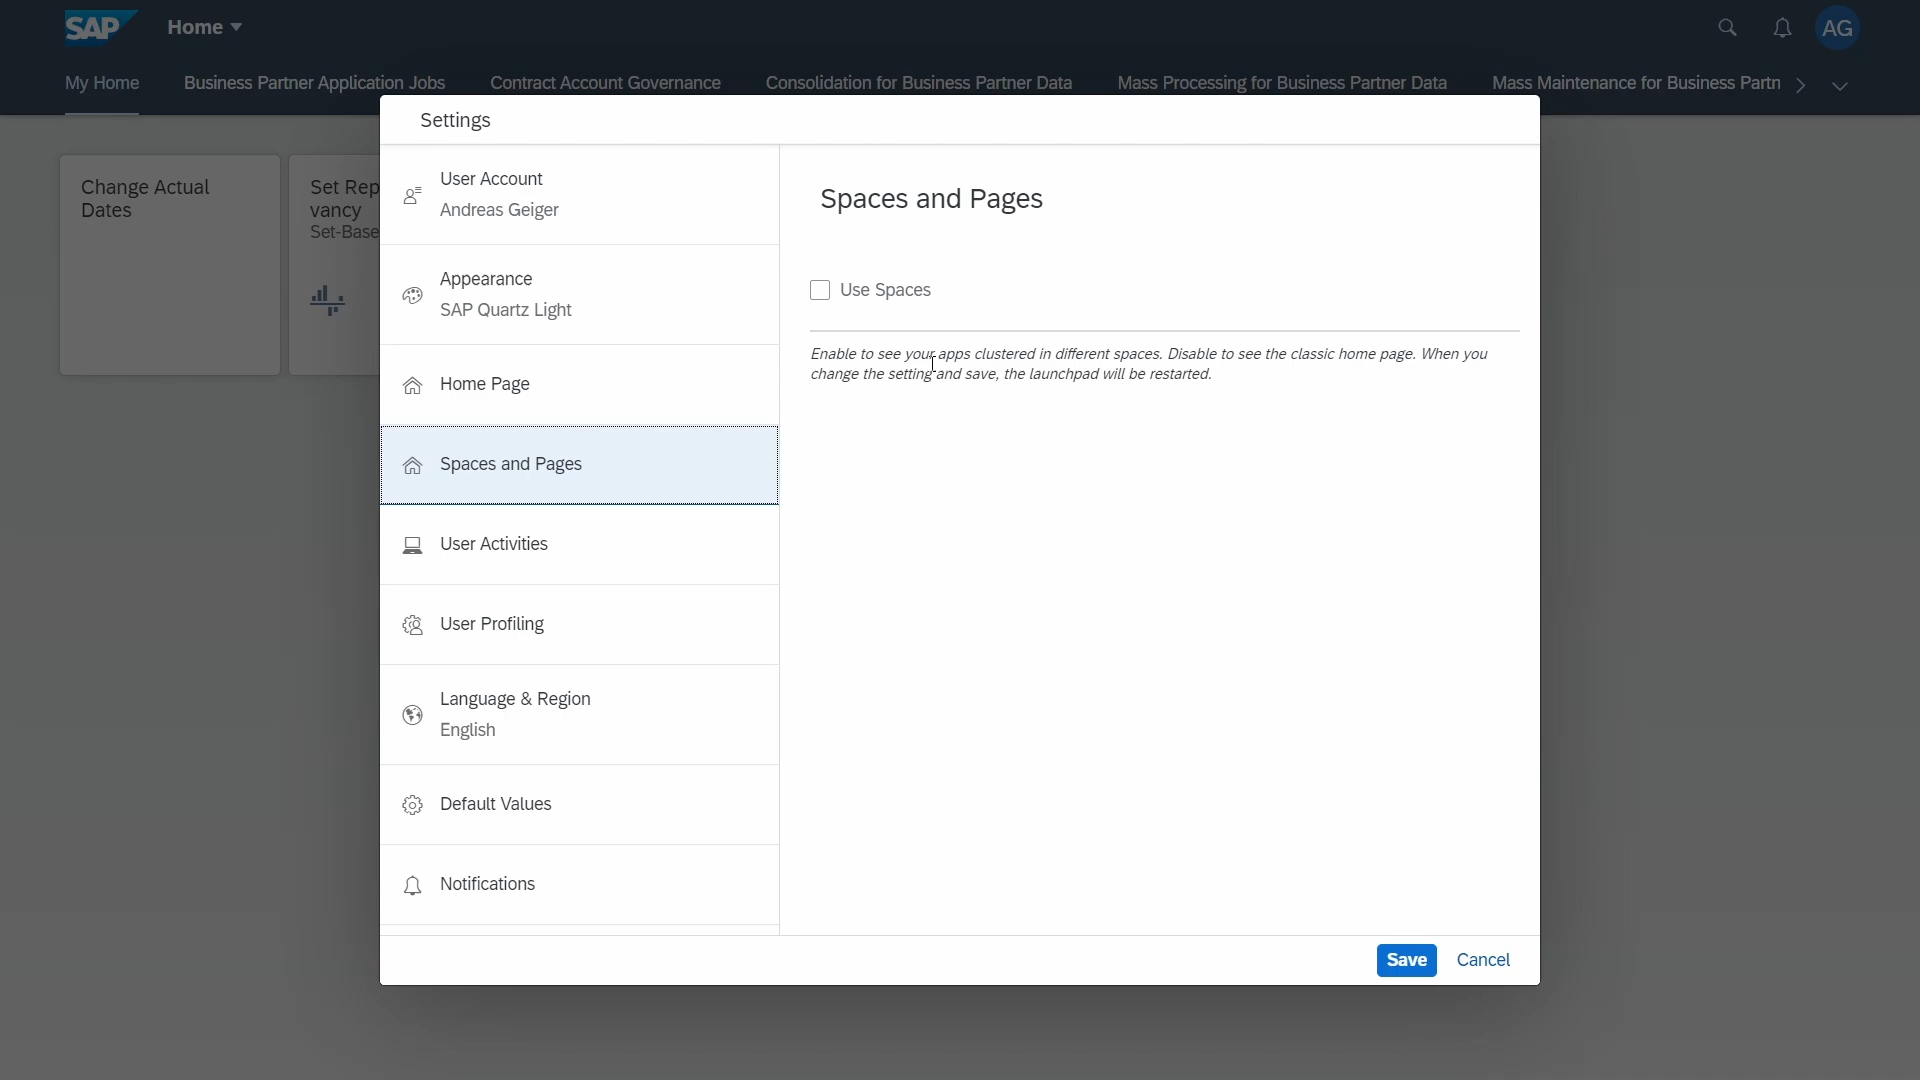 SAP
Home
AG
My Home
Business Partner Application Jobs
Contract Account Governance
Consolidation for Business Partner Data
Mass Processing for Business Partner Data
Mass Maintenance for Business Partn
Change Actual
Dates
Set Rep
vancy
Set-Base
Settings
User Account
Andreas Geiger
Appearance
SAP Quartz Light
Home Page
Spaces and Pages
User Activities
User Profiling
Language & Region
English
Default Values
Notifications
Spaces and Pages
Use Spaces
Enable to see your apps clustered in different spaces. Disable to see the classic home page. When you
change the setting and save, the launchpad will be restarted.
Save
Cancel